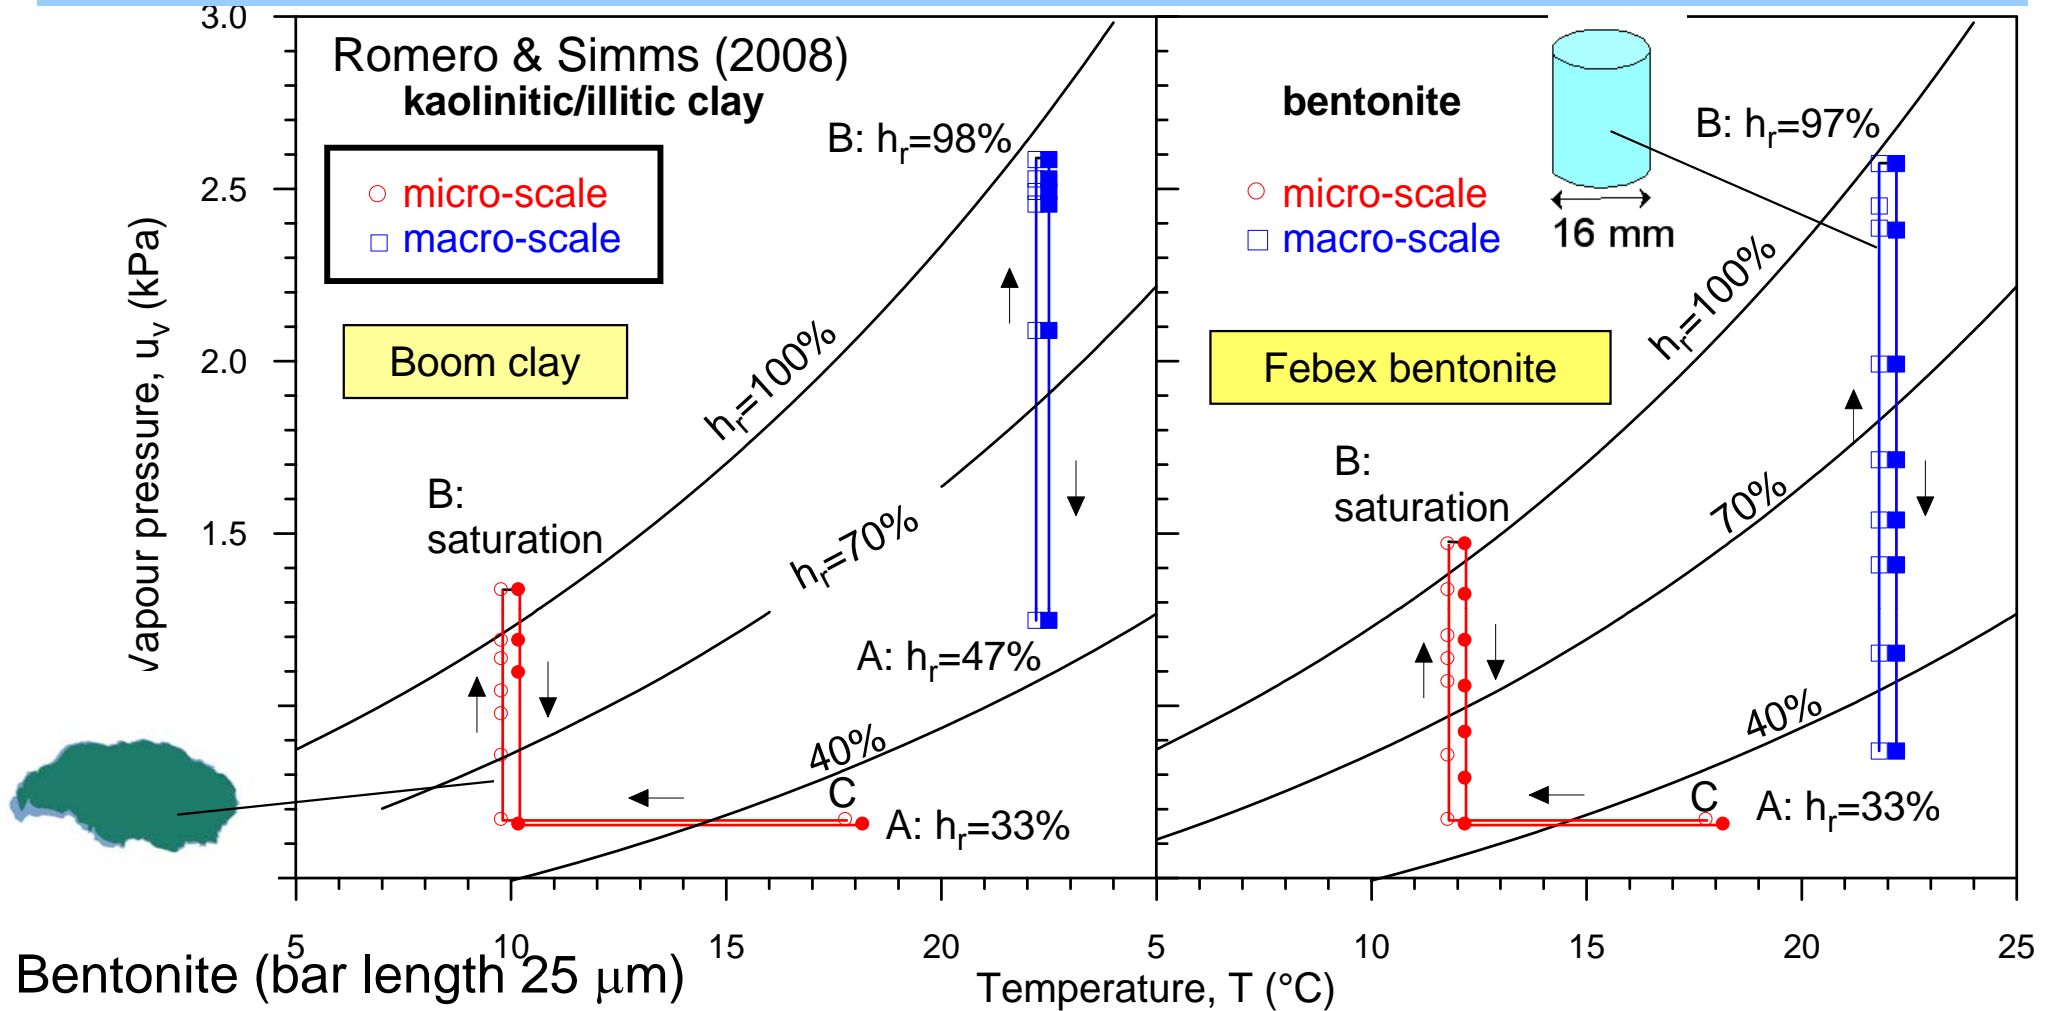 3.0
2.5
2.0
1.5
Vapour pressure, uv (kPa)
Romero & Simms (2008)
kaolinitic/illitic clay
micro-scale
macro-scale
Boom clay
B: hr=98%
hr=100%
hr=70%
40%
B:
saturation
A: hr=47%
C
A: hr=33%
bentonite
micro-scale
macro-scale
16 mm
B: hr=97%
Febex bentonite
hr=100%
70%
40%
B:
saturation
C
A: hr=33%
5
10
15
20
5
10
15
20
25
Temperature, T (°C)
Bentonite (bar length 25 μm)